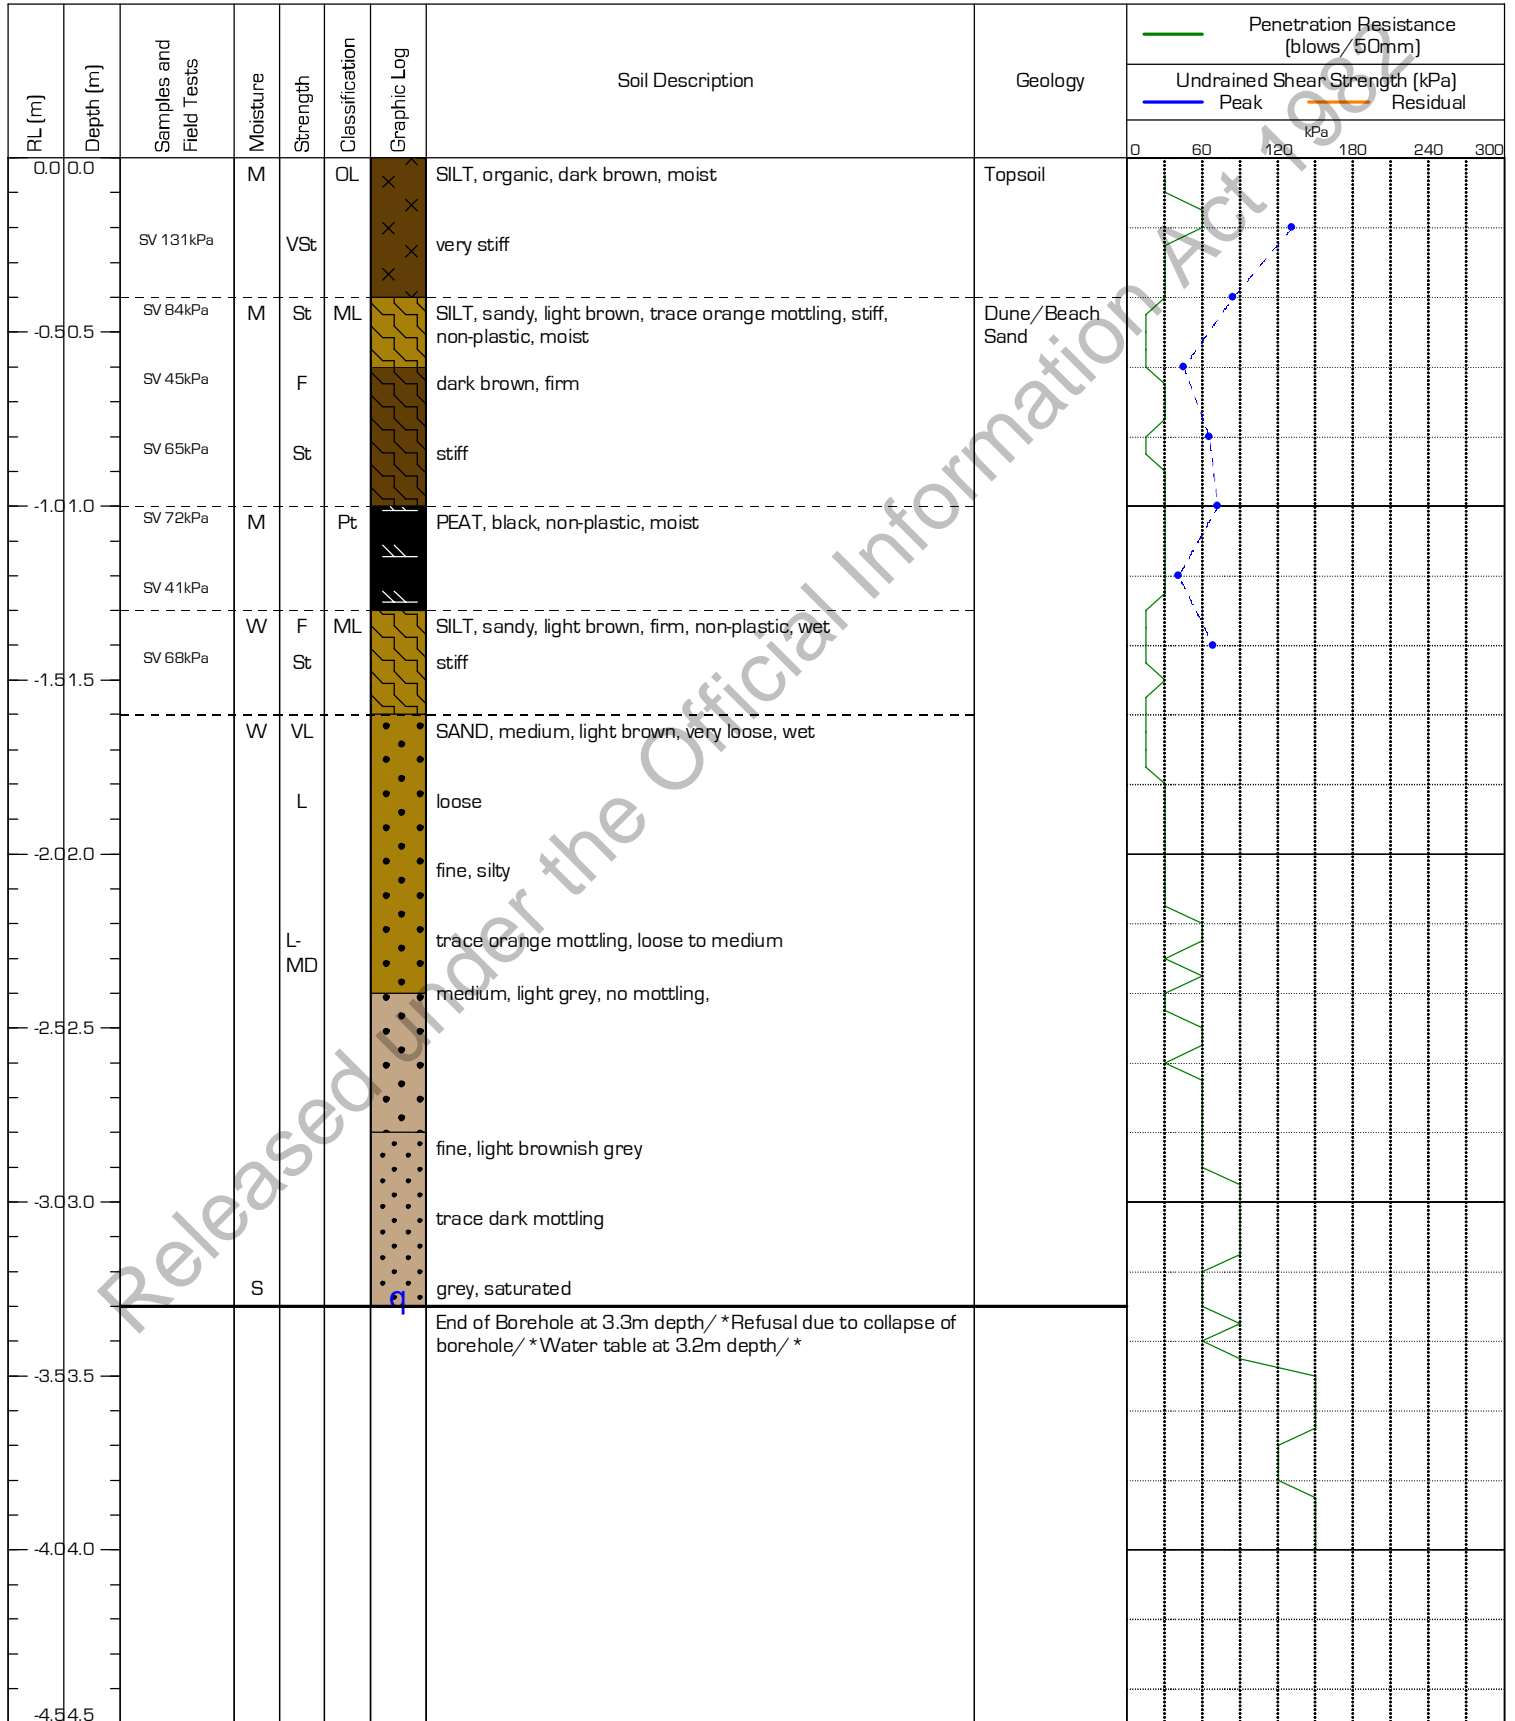 RL (m)
Depth (m)
Samples and
Field Tests
Moisture
Strength
Classification
Graphic Log
Soil Description
Geology
Penetration Resistance
(blows/50mm)
Undrained Shear Strength (kPa)
Peak Residual
kPa
0 60 120 180 240 300
0.0 0.0 M OL SILT, organic, dark brown, moist Topsoil
SV 131kPa VSt very stiff
SV 84kPa M St ML SILT, sandy, light brown, trace orange mottling, stiff, Dune/Beach
-0.5 0.5 non-plastic, moist Sand
SV 45kPa F dark brown, firm
SV 65kPa St stiff
-1.0 1.0
SV 72kPa M Pt PEAT, black, non-plastic, moist
SV 41kPa
W F ML SILT, sandy, light brown, firm, non-plastic, wet
SV 68kPa St stiff
-1.5 1.5
W VL SAND, medium, light brown, very loose, wet
L loose
-2.0 2.0
fine, silty
L- trace orange mottling, loose to medium
MD
medium, light grey, no mottling,
-2.5 2.5
fine, light brownish grey
-3.0 3.0
trace dark mottling
S grey, saturated
q
End of Borehole at 3.3m depth/ *Refusal due to collapse of
borehole/ *Water table at 3.2m depth/ *
-3.5 3.5
-4.0 4.0
-4.5 4.5
Released under the Official Information Act 1982